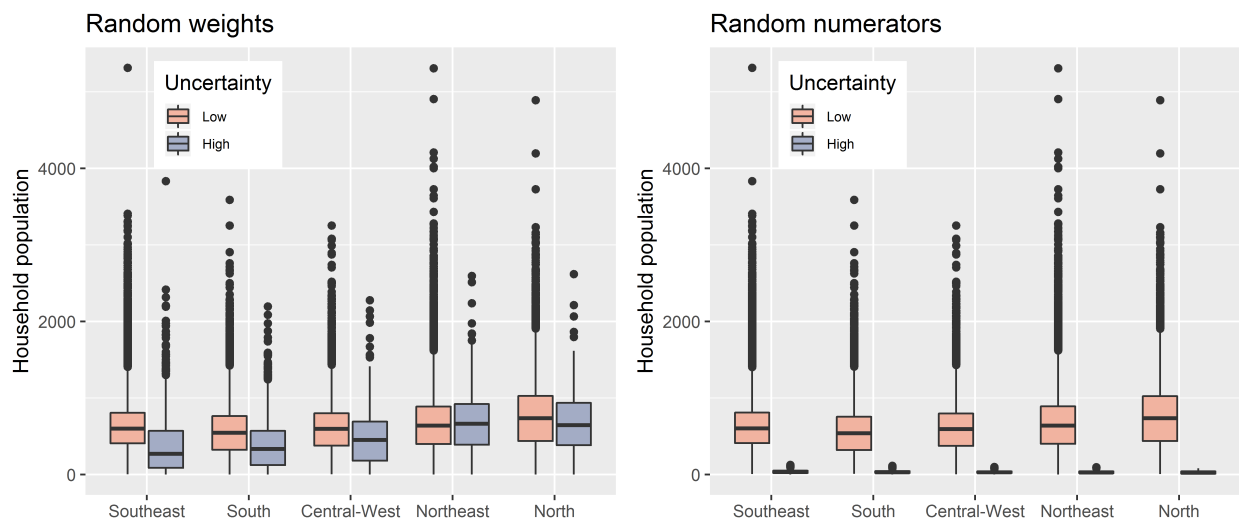 Random weights
Uncertainty
Low
High
Household population
4000
2000
0
Southeast South Central-West Northeast North
Random numerators
Uncertainty
Low
High
Household population
4000
2000
0
Southeast South Central-West Northeast North